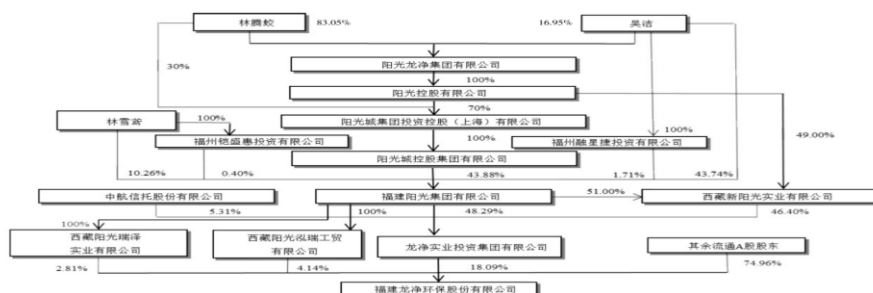 林腾蛟
83.05%
16.95%
吴洁
阳光龙净集团有限公司
30%
100%
阳光控股有限公司
70%
林雪莺
100%
阳光城集团投资控股（上海）有限公司
福州铠盛惠投资有限公司
100%
福州融星捷投资有限公司
100%
49.00%
阳光城控股集团有限公司
10.26%
0.40%
43.88%
1.71%
43.74%
中航信托股份有限公司
福建阳光集团有限公司
51.00%
西藏新阳光实业有限公司
5.31%
100%
48.29%
46.40%
100%
西藏阳光瑞泽
实业有限公司
西藏阳光泓瑞工贸
有限公司
龙净实业投资集团有限公司
其余流通A股股东
2.81%
4.14%
18.09%
74.96%
福建龙净环保股份有限公司